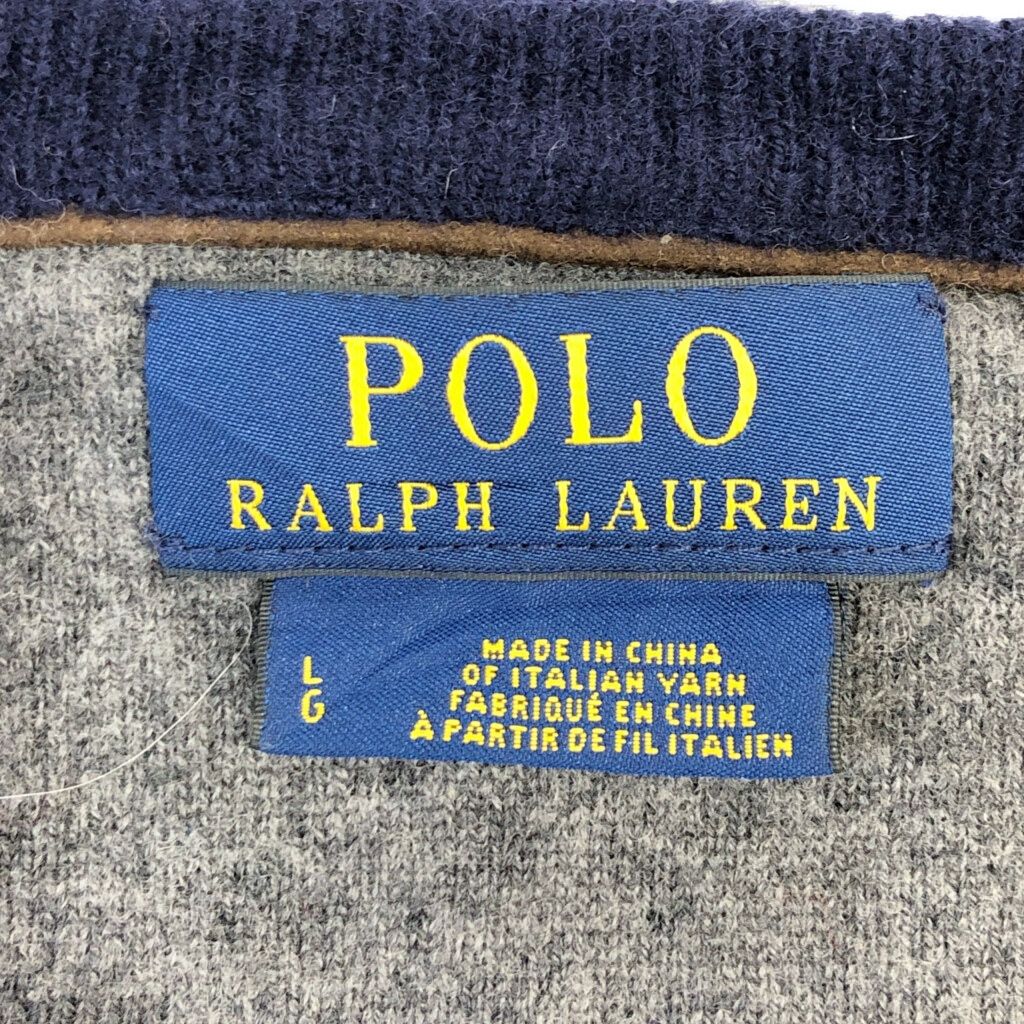 POLO
RALPH LAUREN
L
G
MADE IN CHINA
OF ITALIAN YARN
FABRIQUÉ EN CHINE
À PARTIR DE FIL ITALIEN